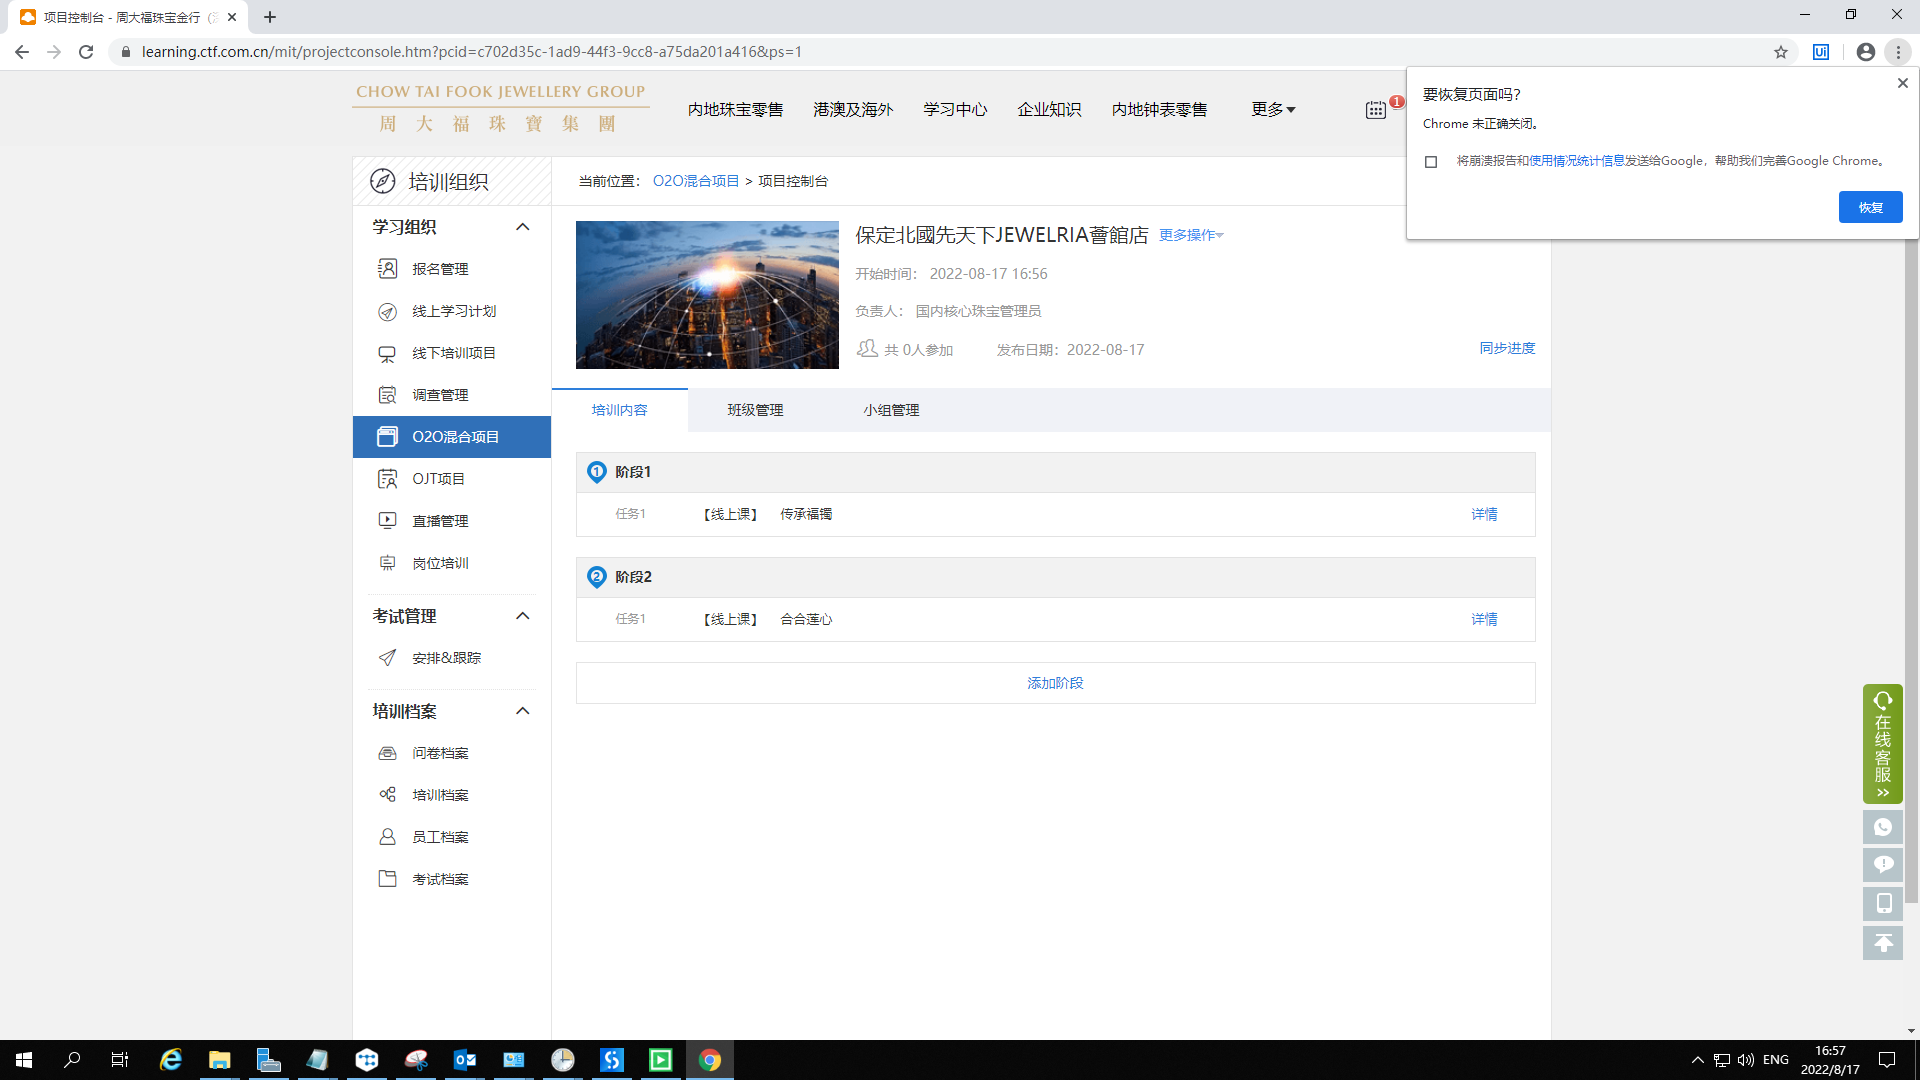 项目控制台 - 周大福珠宝金行
learning.ctf.com.cn/mit/projectconsole.htm?pcid=c702d35c-1ad9-44f3-9cc8-a75da201a416&ps=1
要恢复页面吗?
Chrome 未正确关闭。
将崩溃报告和使用情况统计信息发送给Google，帮助我们完善Google Chrome。
恢复
CHOW TAI FOOK JEWELLERY GROUP
周大福珠寶集團
内地珠宝零售 港澳及海外 学习中心 企业知识 内地钟表零售 更多
1
培训组织
当前位置： O2O混合项目 > 项目控制台
学习组织
报名管理
线上学习计划
线下培训项目
调查管理
O2O混合项目
OJT项目
直播管理
岗位培训
考试管理
安排&跟踪
培训档案
问卷档案
培训档案
员工档案
考试档案
保定北國先天下JEWELRIA薈館店 更多操作
开始时间： 2022-08-17 16:56
负责人： 国内核心珠宝管理员
共 0人参加 发布日期：2022-08-17
同步进度
培训内容 班级管理 小组管理
1 阶段1
任务1 【线上课】 传承福镯 详情
2 阶段2
任务1 【线上课】 合合莲心 详情
添加阶段
在线客服
ENG
16:57
2022/8/17